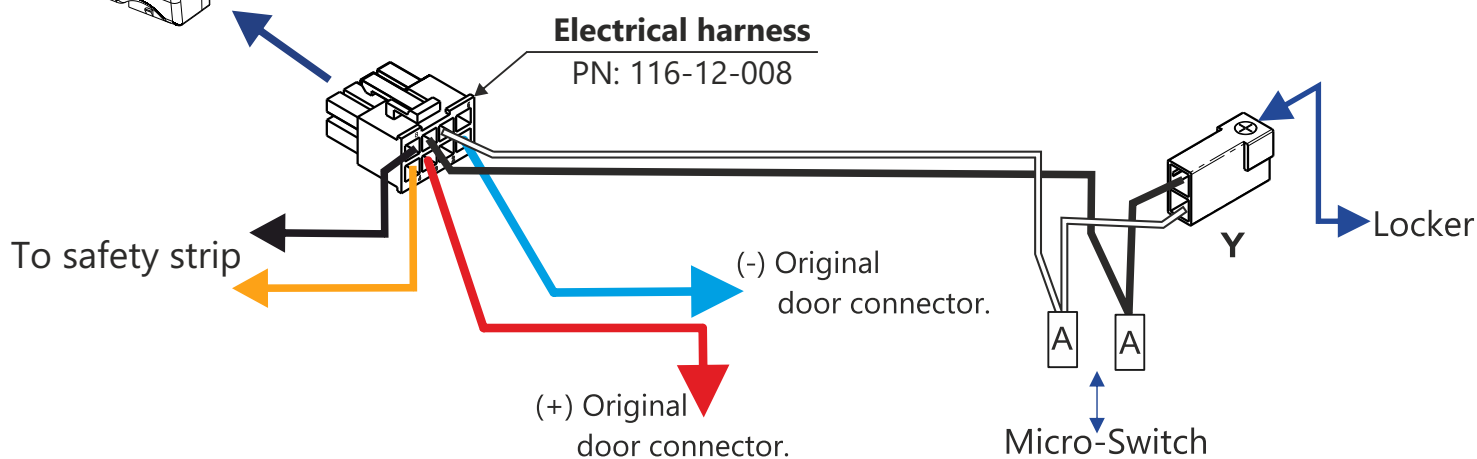 Electrical harness
PN: 116-12-008
Y
Locker
To safety strip
(-) Original
door connector.
A
A
(+) Original
door connector.
Micro-Switch